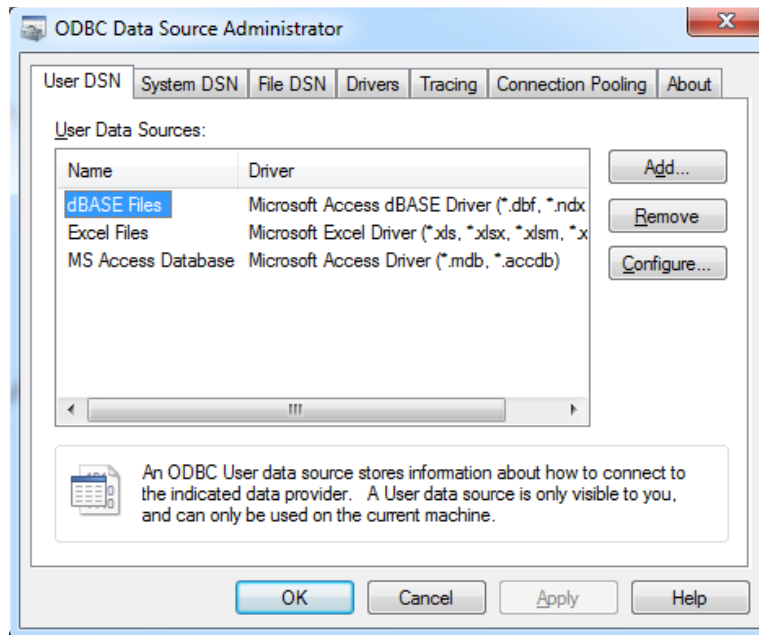 ODBC Data Source Administrator
User DSN System DSN File DSN Drivers Tracing Connection Pooling About
User Data Sources:
Name Driver
dBASE Files Microsoft Access dBASE Driver (*.dbf, *.ndx
Excel Files Microsoft Excel Driver (*.xls, *.xlsx, *.xlsm, *.x
MS Access Database Microsoft Access Driver (*.mdb, *.accdb)
Add...
Remove
Configure...
An ODBC User data source stores information about how to connect to
the indicated data provider. A User data source is only visible to you,
and can only be used on the current machine.
OK Cancel Apply Help